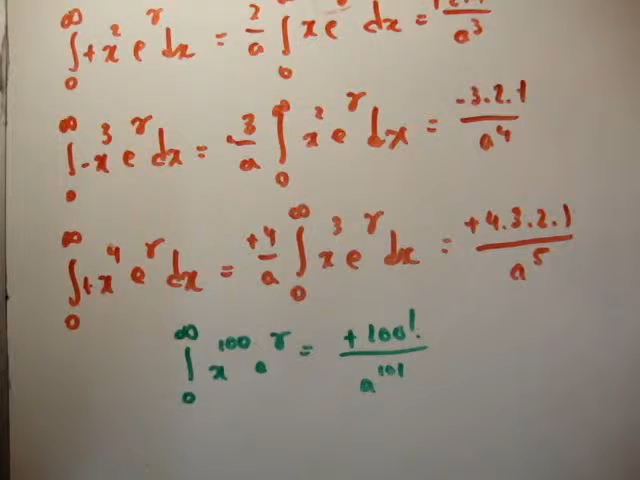 ∫₀^∞ +x² e^r dx = 2/a ∫₀^∞ x e dx = /a³
∫₀^∞ -x³ e^r dx = -3/a ∫₀^∞ x² e^r dx = -3.2.1/a⁴
∫₀^∞ +x⁴ e^r dx = +4/a ∫₀^∞ x³ e^r dx = +4.3.2.1/a⁵
∫₀^∞ x¹⁰⁰ e^r = +100!/a¹⁰¹